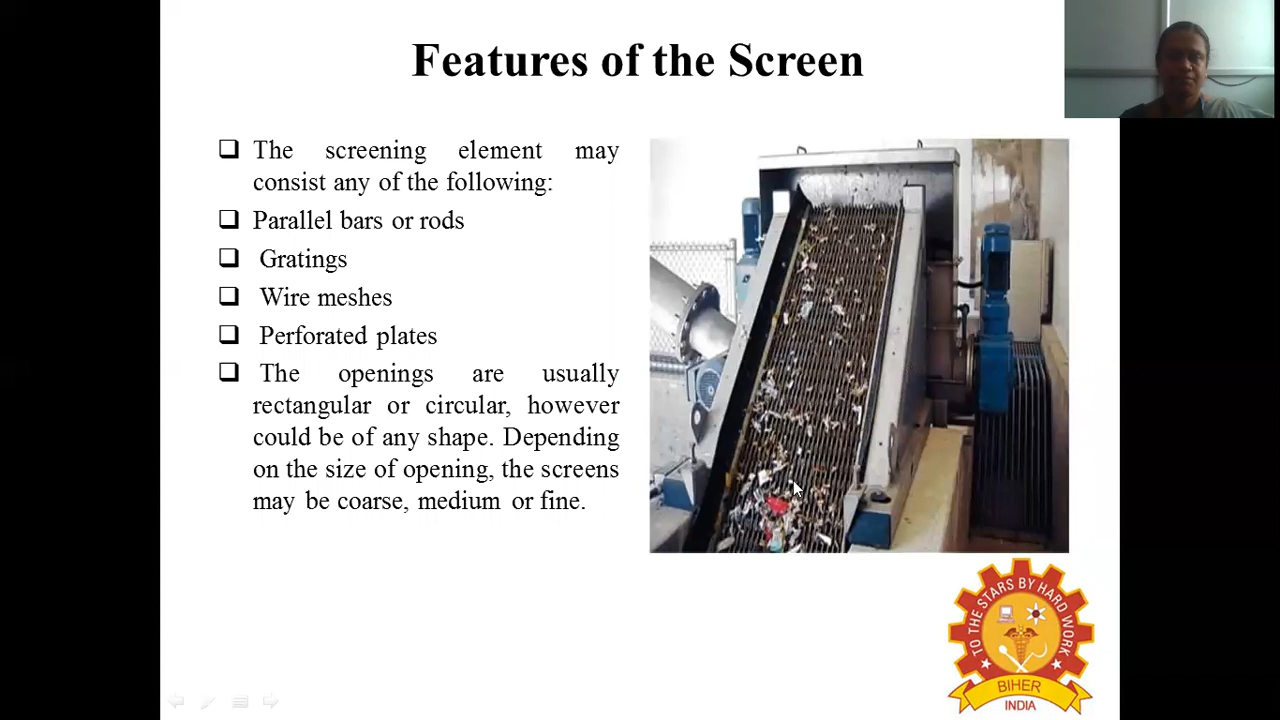 Features of the Screen
The screening element may
consist any of the following:
Parallel bars or rods
Gratings
Wire meshes
Perforated plates
The openings are usually
rectangular or circular, however
could be of any shape. Depending
on the size of opening, the screens
may be coarse, medium or fine.
TO THE STARS BY HARD WORK
BIHER
INDIA